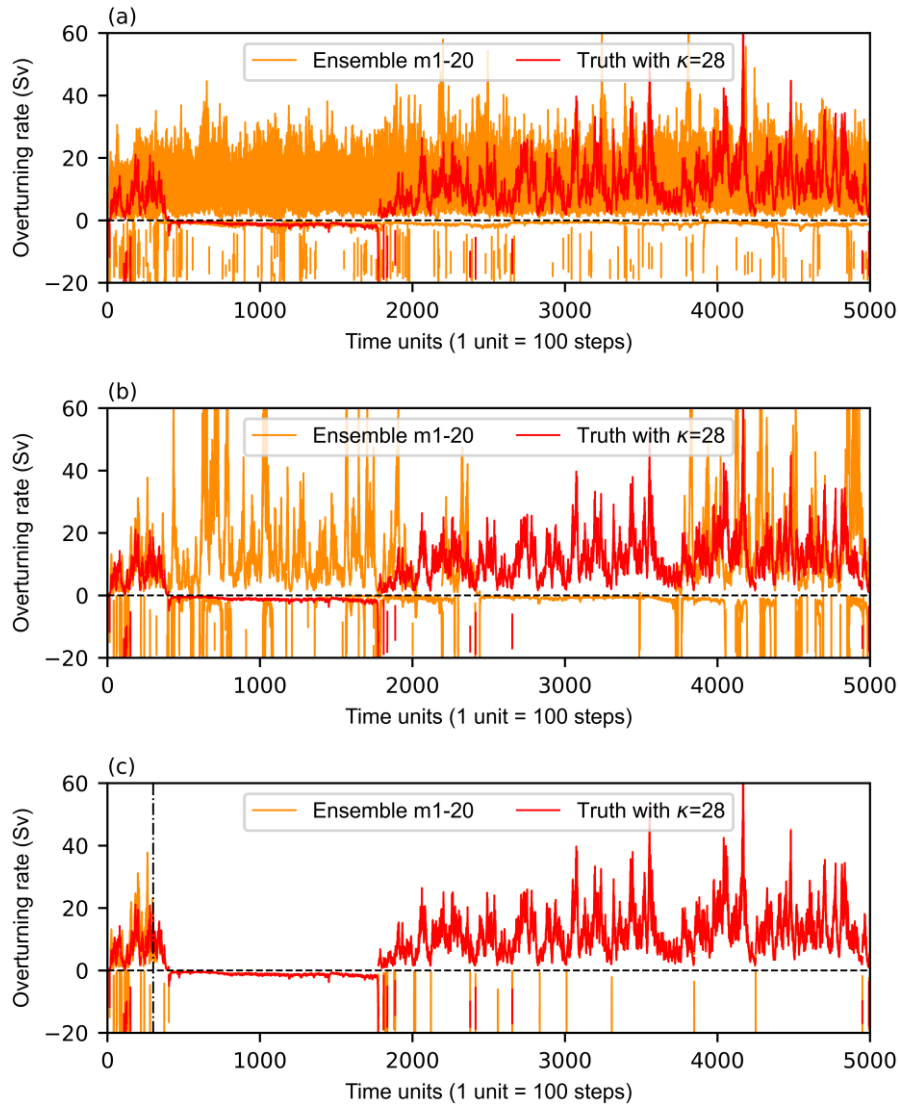 (a)
60
40
20
0
−20
Overturning rate (Sv)
Ensemble m1-20 Truth with κ=28
0 1000 2000 3000 4000 5000
Time units (1 unit = 100 steps)
(b)
60
40
20
0
−20
Overturning rate (Sv)
Ensemble m1-20 Truth with κ=28
0 1000 2000 3000 4000 5000
Time units (1 unit = 100 steps)
(c)
60
40
20
0
−20
Overturning rate (Sv)
Ensemble m1-20 Truth with κ=28
0 1000 2000 3000 4000 5000
Time units (1 unit = 100 steps)